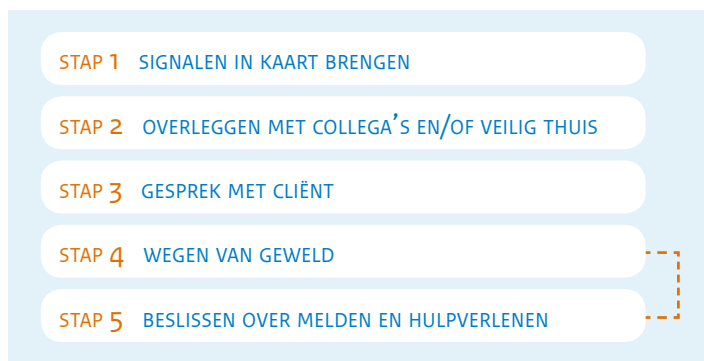 STAP 1 SIGNALEN IN KAART BRENGEN
STAP 2 OVERLEGGEN MET COLLEGA'S EN/OF VEILIG THUIS
STAP 3 GESPREK MET CLIËNT
STAP 4 WEGEN VAN GEWELD
STAP 5 BESLISSEN OVER MELDEN EN HULPVERLENEN